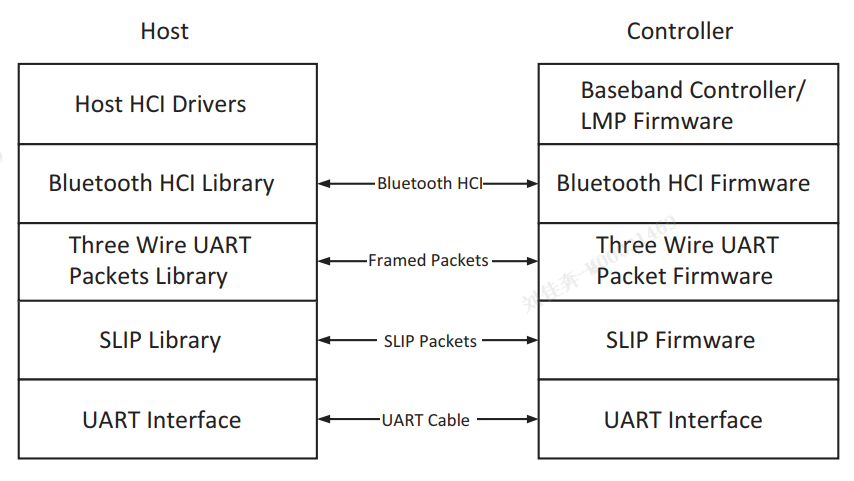 Host
Controller
Host HCI Drivers
Baseband Controller/
LMP Firmware
Bluetooth HCI Library
Bluetooth HCI
Bluetooth HCI Firmware
Three Wire UART
Packets Library
Framed Packets
Three Wire UART
Packet Firmware
SLIP Library
SLIP Packets
SLIP Firmware
UART Interface
UART Cable
UART Interface